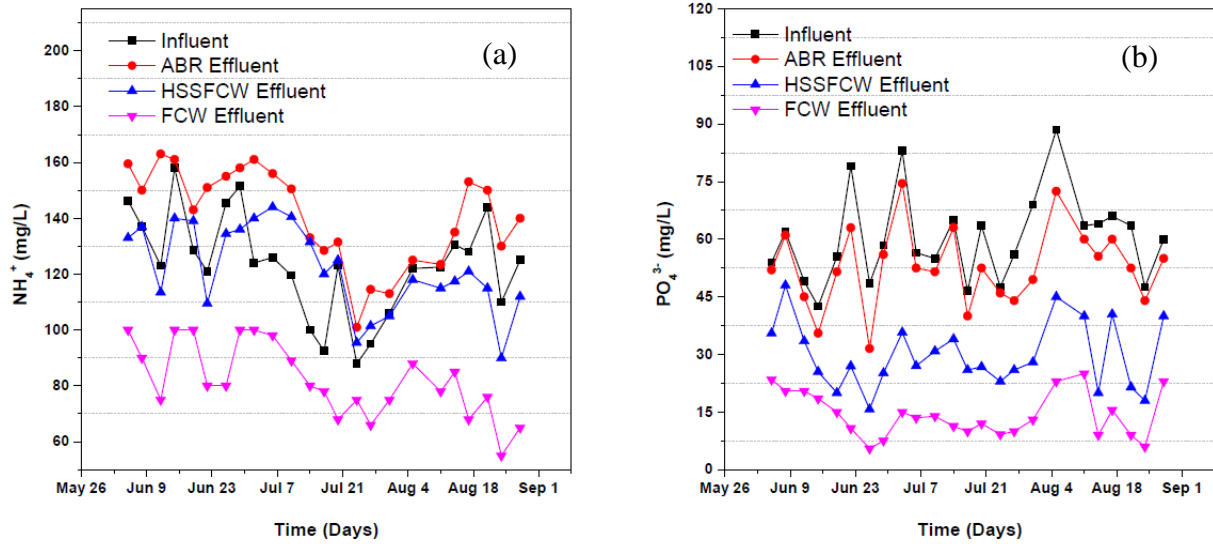 (a)
Influent
ABR Effluent
HSSFCW Effluent
FCW Effluent
NH₄⁺ (mg/L)
200
180
160
140
120
100
80
60
May 26 Jun 9 Jun 23 Jul 7 Jul 21 Aug 4 Aug 18 Sep 1
Time (Days)
(b)
Influent
ABR Effluent
HSSFCW Effluent
FCW Effluent
PO₄³⁻ (mg/L)
120
105
90
75
60
45
30
15
0
May 26 Jun 9 Jun 23 Jul 7 Jul 21 Aug 4 Aug 18 Sep 1
Time (Days)